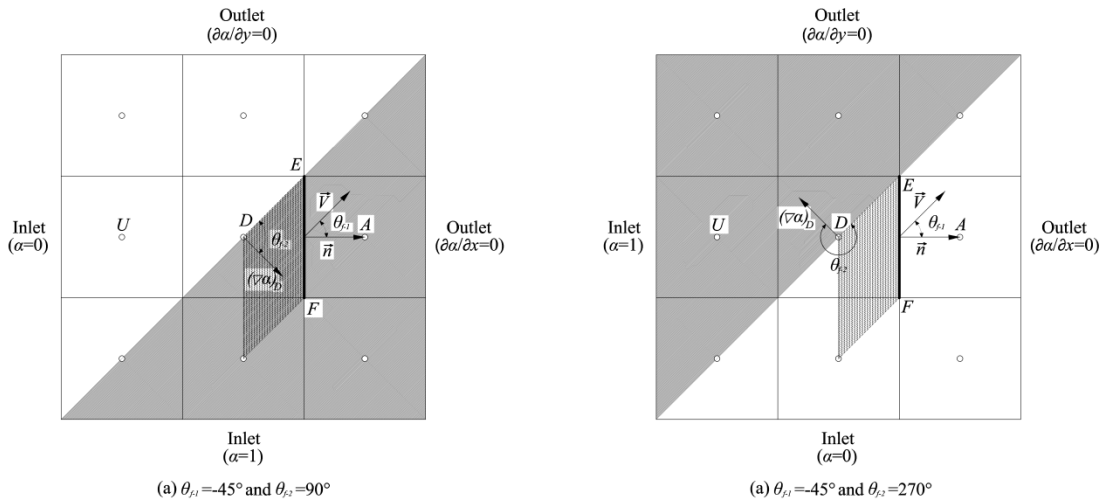 Outlet
(∂α/∂y=0)
E
V⃗
θf-1
A
D
n⃗
θf-2
(▽α)D
U
F
Inlet
(α=0)
Outlet
(∂α/∂x=0)
Inlet
(α=1)
(a) θf-1 =-45° and θf-2 =90°
Outlet
(∂α/∂y=0)
E
V⃗
θf-1
A
(▽α)D
D
n⃗
θf-2
U
F
Inlet
(α=1)
Outlet
(∂α/∂x=0)
Inlet
(α=0)
(a) θf-1 =-45° and θf-2 =270°